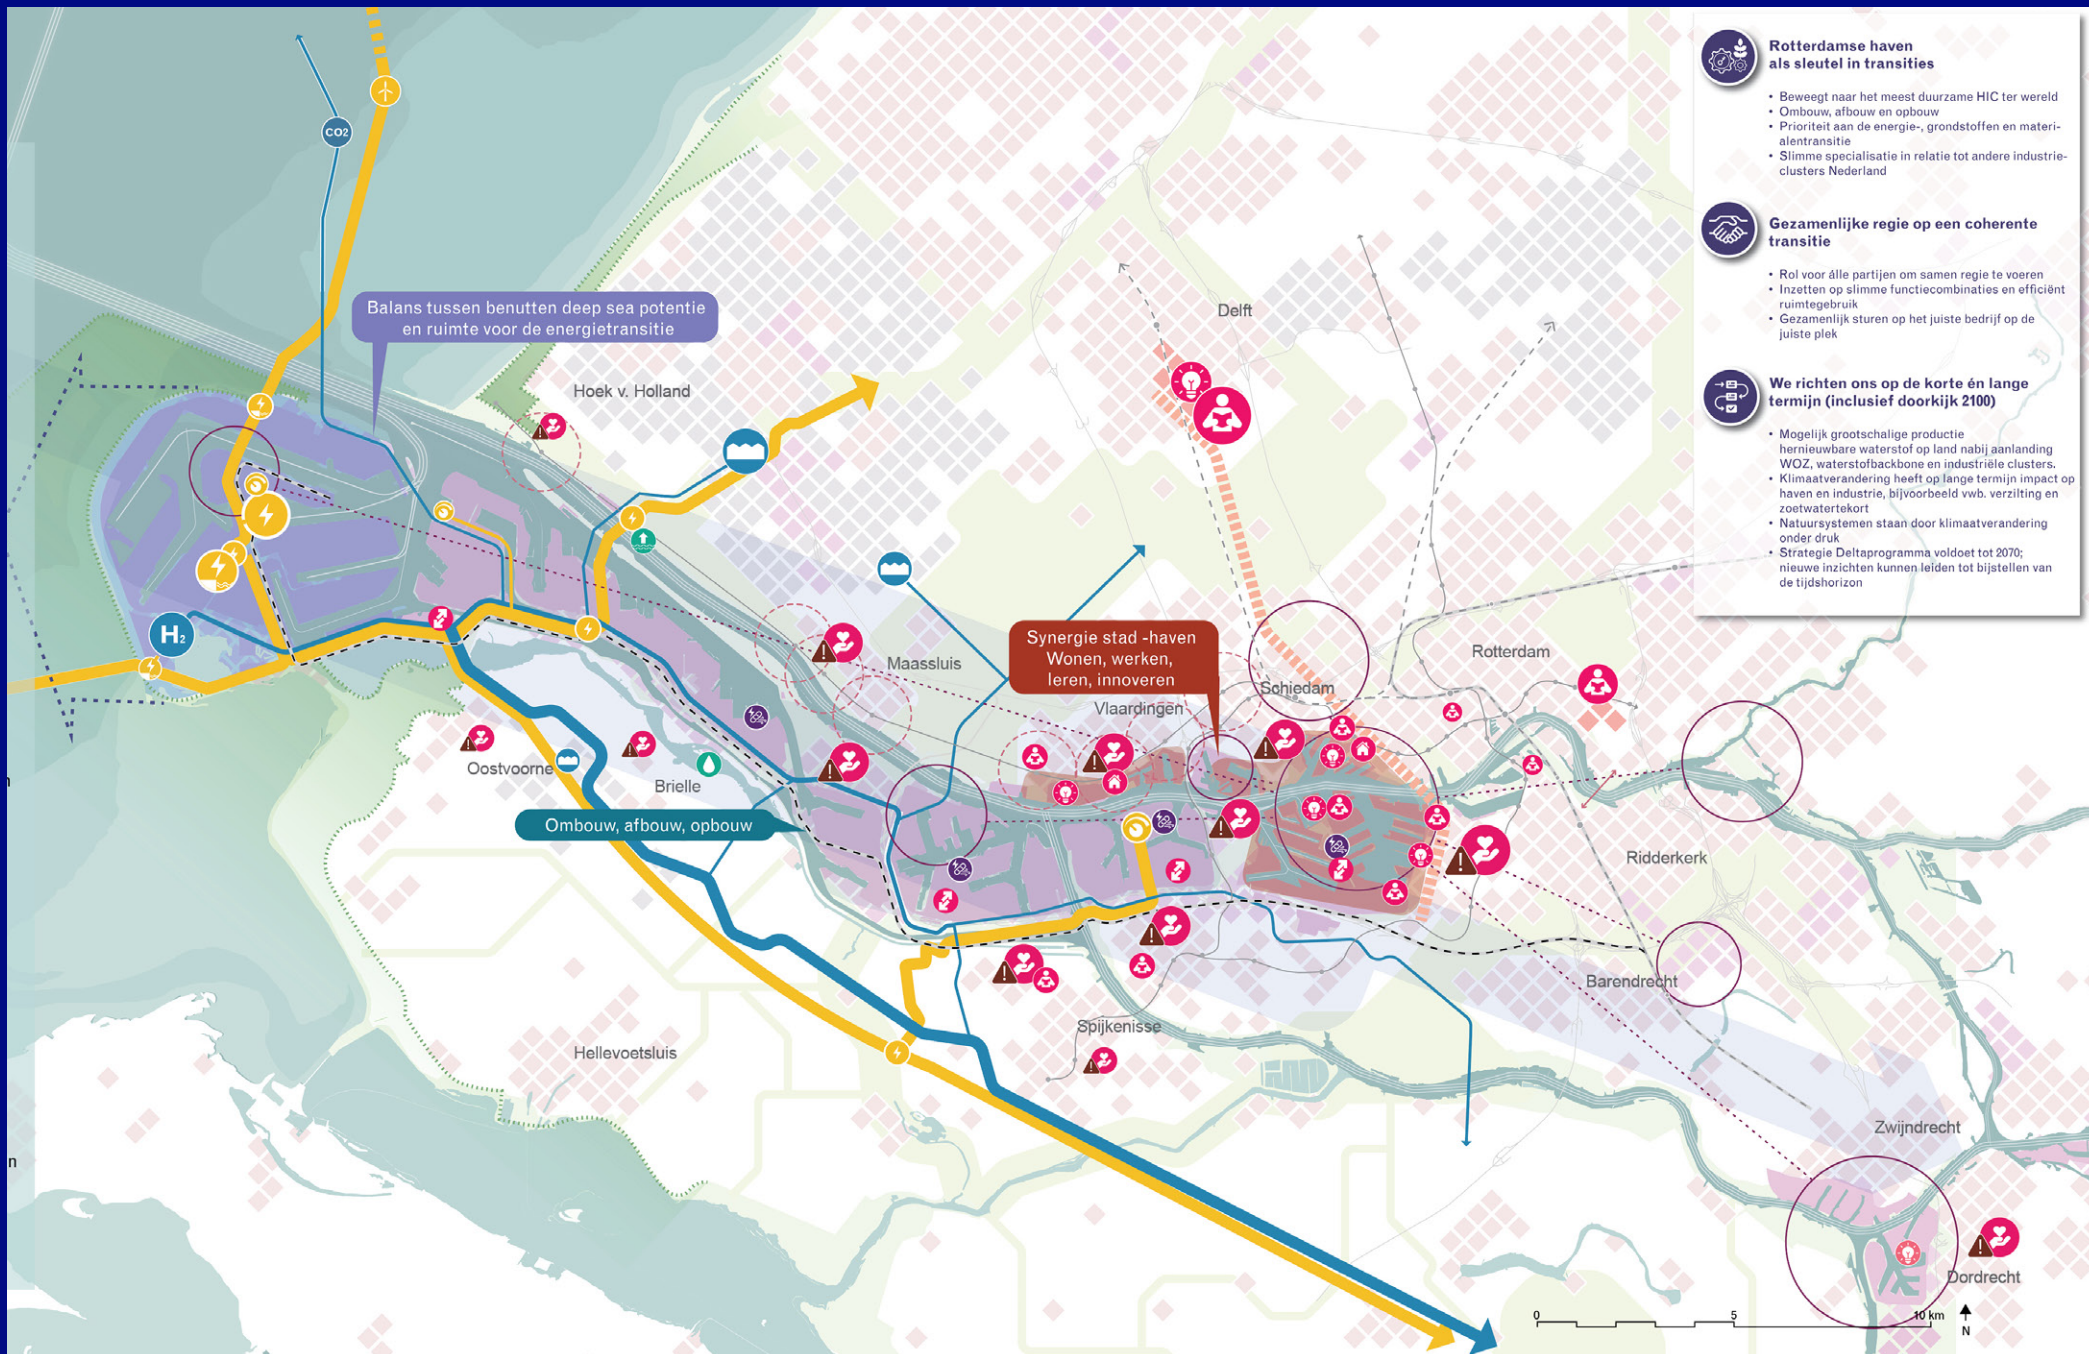 Rotterdamse haven
als sleutel in transities
• Beweegt naar het meest duurzame HIC ter wereld
• Ombouw, afbouw en opbouw
• Prioriteit aan de energie-, grondstoffen en materi-
alentransitie
• Slimme specialisatie in relatie tot andere industrie-
clusters Nederland
Gezamenlijke regie op een coherente
transitie
• Rol voor álle partijen om samen regie te voeren
• Inzetten op slimme functiecombinaties en efficiënt
ruimtegebruik
• Gezamenlijk sturen op het juiste bedrijf op de
juiste plek
We richten ons op de korte én lange
termijn (inclusief doorkijk 2100)
• Mogelijk grootschalige productie
hernieuwbare waterstof op land nabij aanlanding
WOZ, waterstofbackbone en industriële clusters.
• Klimaatverandering heeft op lange termijn impact op
haven en industrie, bijvoorbeeld vwb. verzilting en
zoetwatertekort
• Natuursystemen staan door klimaatverandering
onder druk
• Strategie Deltaprogramma voldoet tot 2070;
nieuwe inzichten kunnen leiden tot bijstellen van
de tijdshorizon
CO2
Balans tussen benutten deep sea potentie
en ruimte voor de energietransitie
Delft
Hoek v. Holland
H2
Synergie stad -haven
Wonen, werken,
leren, innoveren
Maassluis
Rotterdam
Schiedam
Vlaardingen
Oostvoorne
Brielle
Ombouw, afbouw, opbouw
Ridderkerk
Barendrecht
Spijkenisse
Hellevoetsluis
Zwijndrecht
n
Dordrecht
0 5 10 km
N